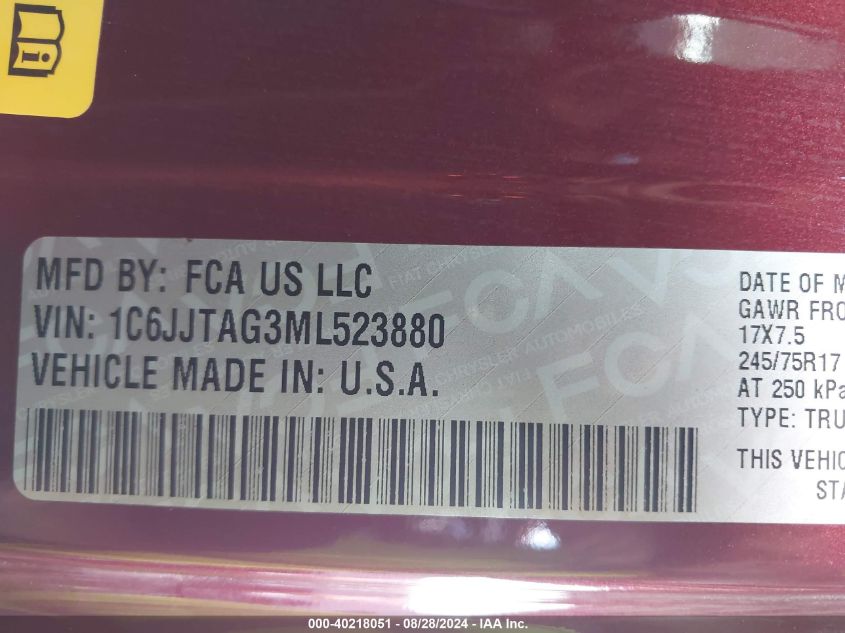 MFD BY: FCA US LLC
VIN: 1C6JJTAG3ML523880
VEHICLE MADE IN: U.S.A.
DATE OF M
GAWR FRO
17X7.5
245/75R17
AT 250 kPa
TYPE: TRU
THIS VEHIC
STA
000-40218051 - 08/28/2024 - IAA Inc.